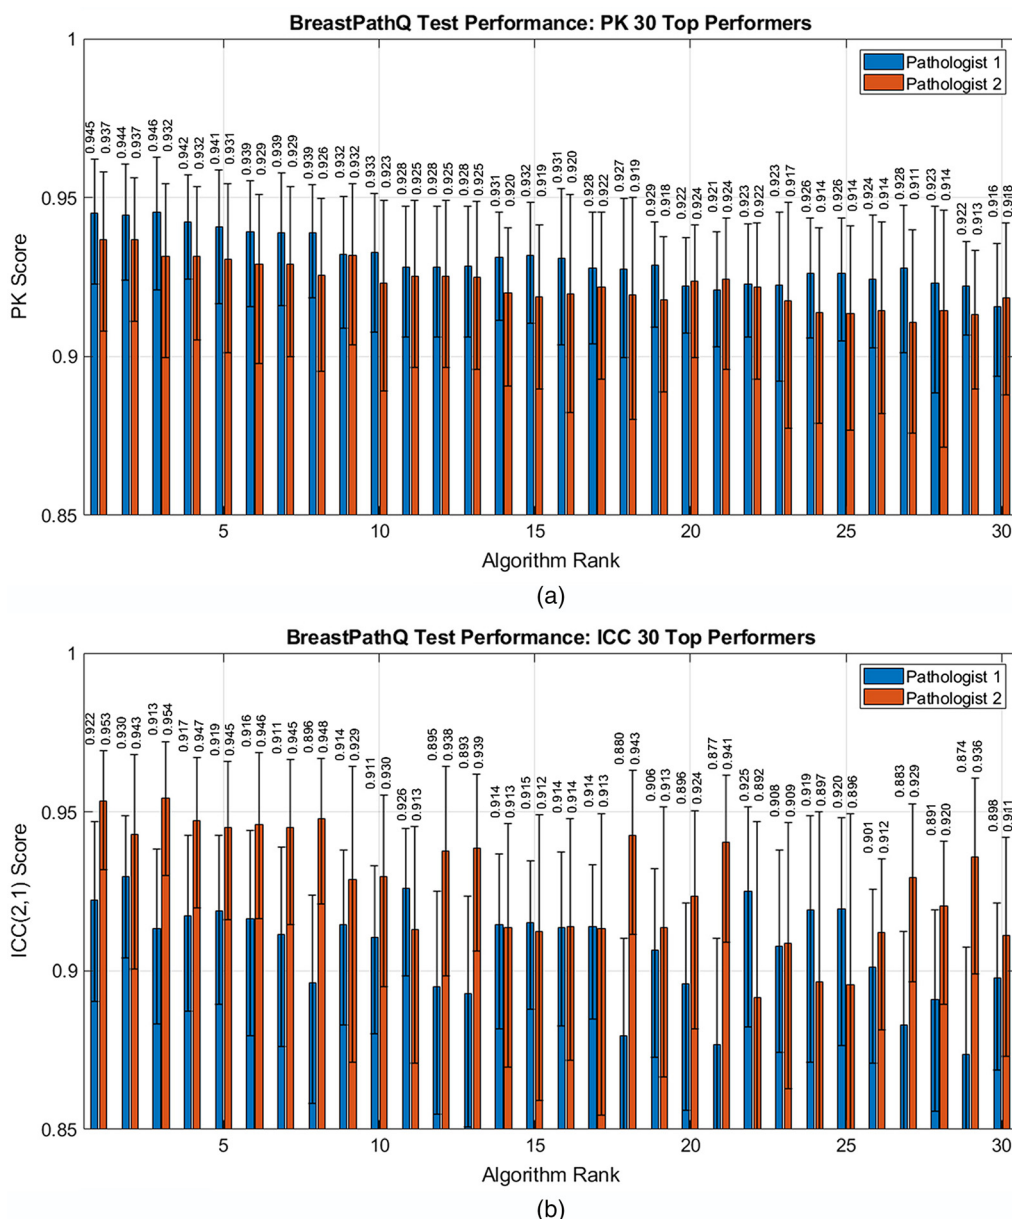 BreastPathQ Test Performance: PK 30 Top Performers
Pathologist 1
Pathologist 2
0.945 0.937 0.944 0.937 0.946 0.932 0.942 0.932 0.941 0.931 0.939 0.929 0.939 0.929 0.939 0.926 0.932 0.932 0.933 0.923 0.928 0.925 0.928 0.925 0.928 0.925 0.931 0.920 0.932 0.919 0.931 0.920 0.928 0.922 0.927 0.919 0.929 0.918 0.922 0.924 0.921 0.924 0.923 0.922 0.923 0.917 0.926 0.914 0.926 0.914 0.924 0.914 0.928 0.911 0.923 0.914 0.922 0.913 0.916 0.918
1
0.95
0.9
0.85
PK Score
5 10 15 20 25 30
Algorithm Rank
(a)
BreastPathQ Test Performance: ICC 30 Top Performers
Pathologist 1
Pathologist 2
0.922 0.953 0.930 0.943 0.913 0.954 0.917 0.947 0.919 0.945 0.916 0.946 0.911 0.945 0.896 0.948 0.914 0.929 0.911 0.930 0.926 0.913 0.895 0.938 0.893 0.939 0.914 0.913 0.915 0.912 0.914 0.914 0.914 0.913 0.880 0.943 0.906 0.913 0.896 0.924 0.877 0.941 0.925 0.892 0.908 0.909 0.919 0.897 0.920 0.896 0.901 0.912 0.883 0.929 0.891 0.920 0.874 0.936 0.898 0.911
1
0.95
0.9
0.85
ICC(2,1) Score
5 10 15 20 25 30
Algorithm Rank
(b)